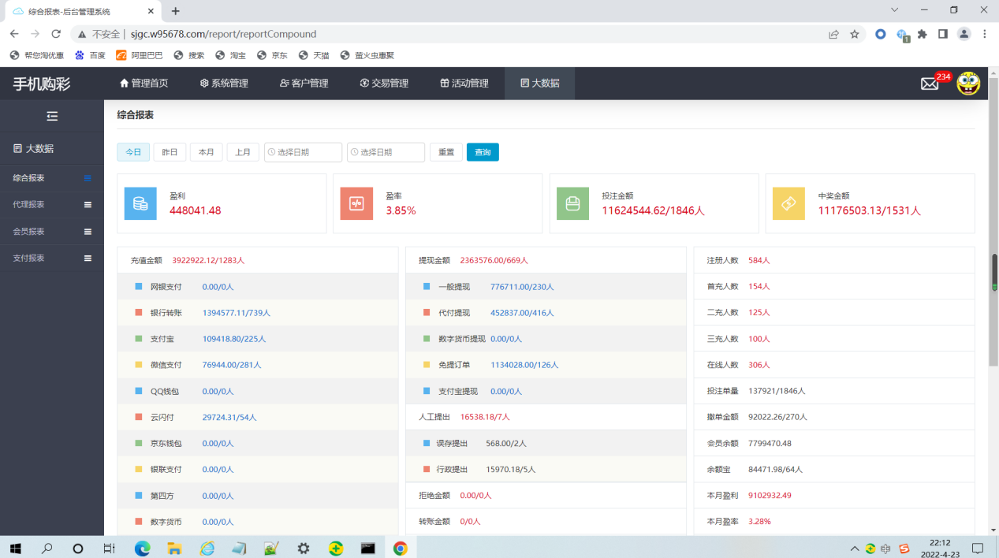 综合报表-后台管理系统
不安全 | sjgc.w95678.com/report/reportCompound
1
帮您淘优惠 百度 阿里巴巴 搜索 淘宝 京东 天猫 萤火虫惠聚
手机购彩 管理首页 系统管理 客户管理 交易管理 活动管理 大数据 234
大数据
综合报表
代理报表
会员报表
支付报表
综合报表
今日 昨日 本月 上月 选择日期 选择日期 重置 查询
盈利
448041.48
盈率
3.85%
投注金额
11624544.62/1846人
中奖金额
11176503.13/1531人
充值金额 3922922.12/1283人
网银支付 0.00/0人
银行转账 1394577.11/739人
支付宝 109418.80/225人
微信支付 76944.00/281人
QQ钱包 0.00/0人
云闪付 29724.31/54人
京东钱包 0.00/0人
银联支付 0.00/0人
第四方 0.00/0人
数字货币 0.00/0人
提现金额 2363576.00/669人
一般提现 776711.00/230人
代付提现 452837.00/416人
数字货币提现 0.00/0人
免提订单 1134028.00/126人
支付宝提现 0.00/0人
人工提出 16538.18/7人
误存提出 568.00/2人
行政提出 15970.18/5人
拒绝金额 0.00/0人
转账金额 0/0人
注册人数 584人
首充人数 154人
二充人数 125人
三充人数 100人
在线人数 306人
投注单量 137921/1846人
撤单金额 92022.26/270人
会员余额 7799470.48
余额宝 84471.98/64人
本月盈利 9102932.49
本月盈率 3.28%
中
22:12
2022-4-23